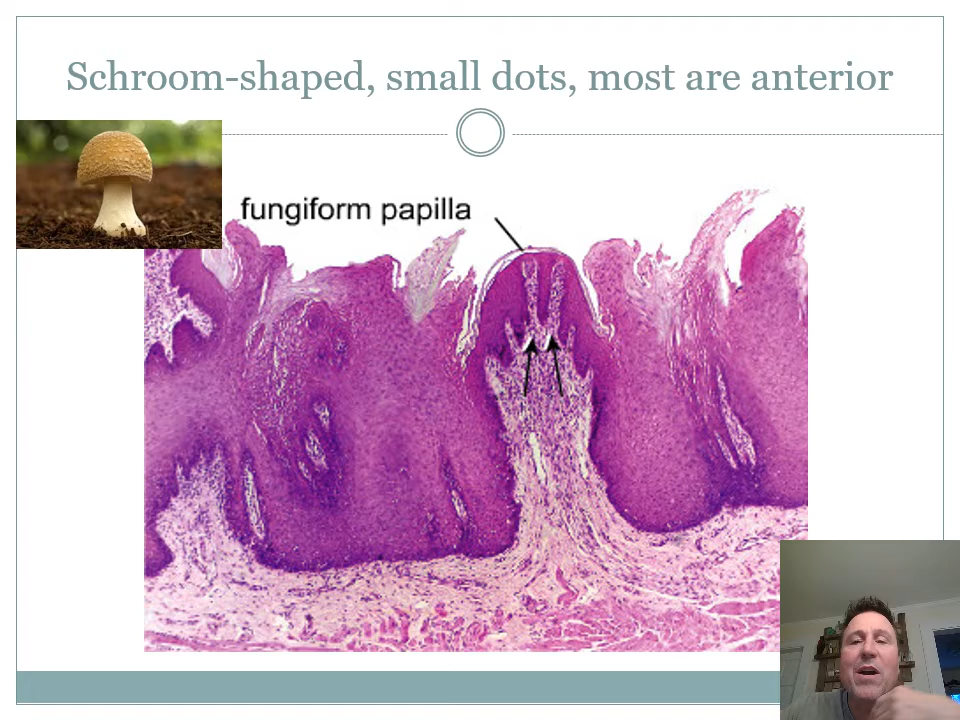 Schroom-shaped, small dots, most are anterior
fungiform papilla